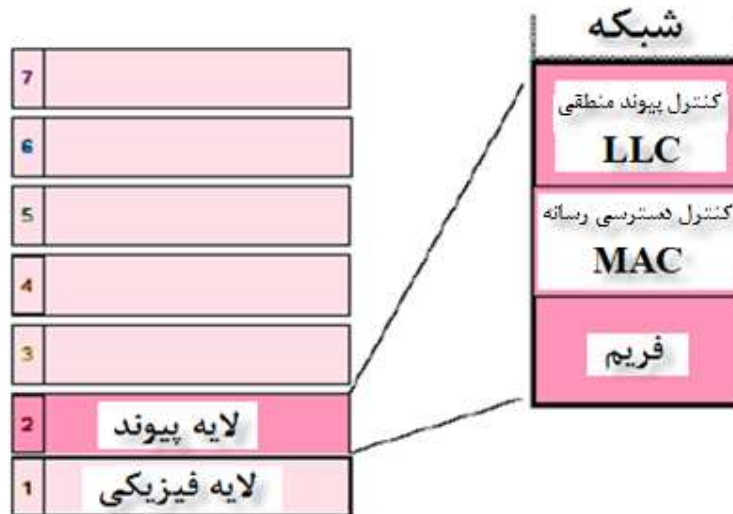 شبکه
کنترل پیوند منطقی
LLC
کنترل دسترسی رسانه
MAC
فریم
7
6
5
4
3
2 لایه پیوند
1 لایه فیزیکی